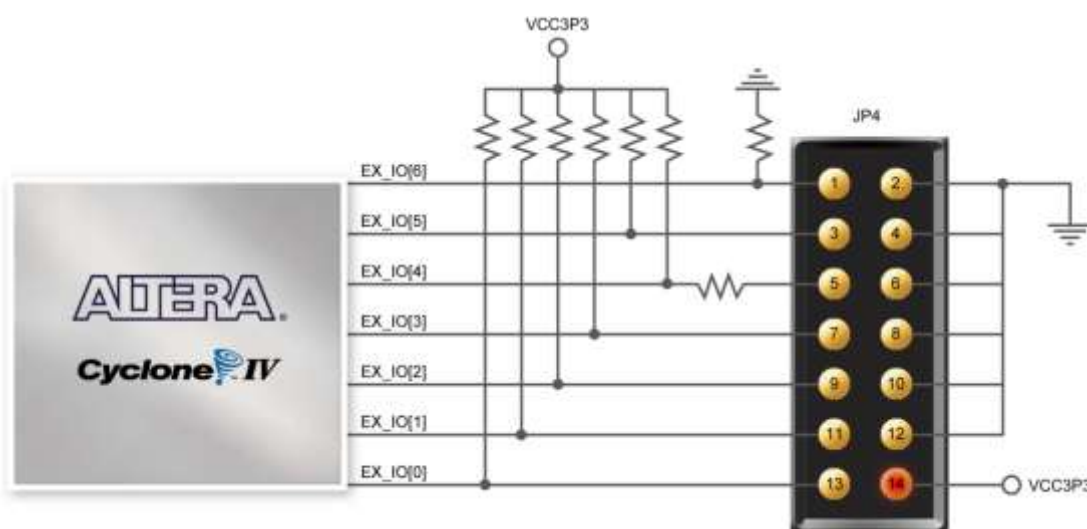 VCC3P3
JP4
EX_IO[6]
1 2
EX_IO[5]
3 4
EX_IO[4]
5 6
EX_IO[3]
7 8
EX_IO[2]
9 10
EX_IO[1]
11 12
EX_IO[0]
13 14
VCC3P3
ALTERA.
Cyclone IV